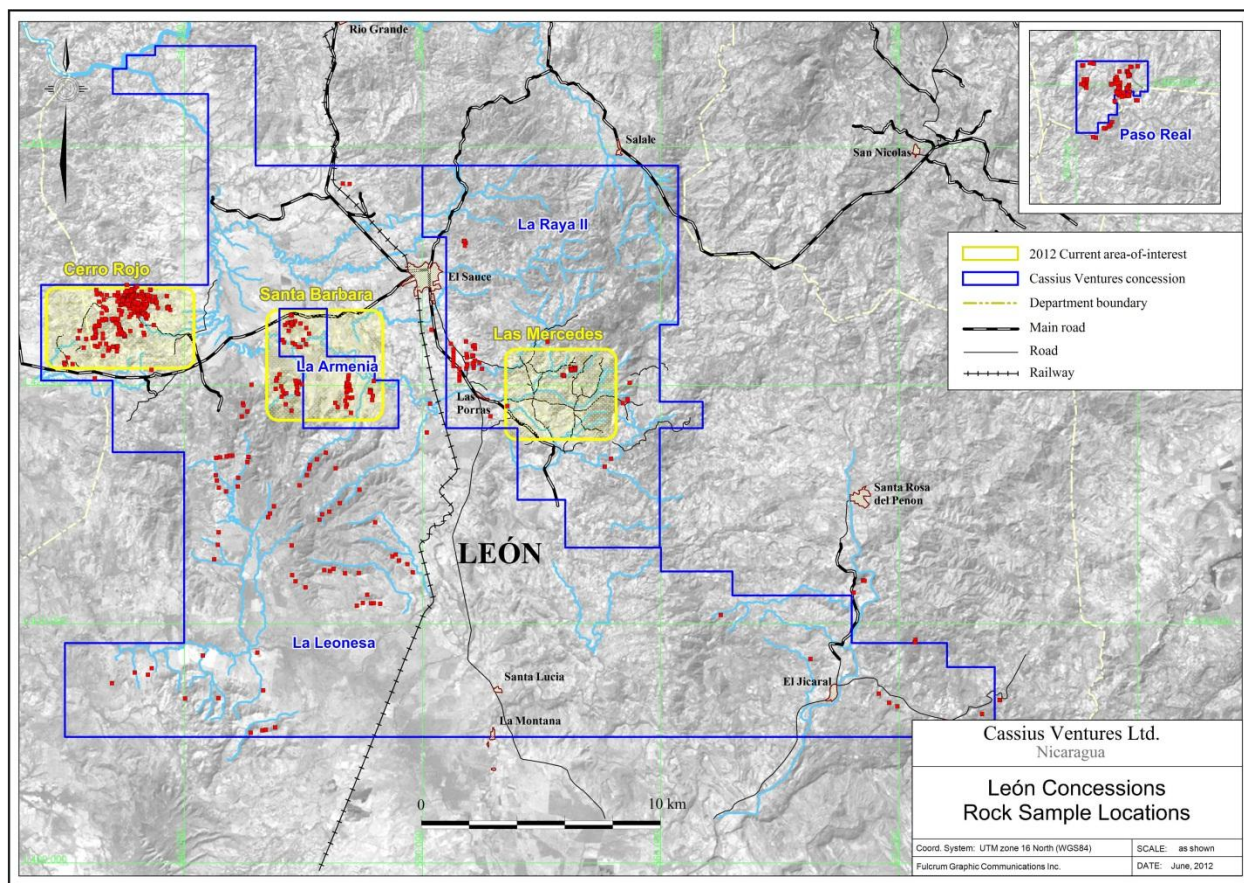 Rio Grande
Salale
San Nicolas
Paso Real
La Raya II
El Sauce
Cerro Rojo
Santa Barbara
Las Mercedes
La Armenia
Las
Porras
2012 Current area-of-interest
Cassius Ventures concession
Department boundary
Main road
Road
Railway
Santa Rosa
del Penon
LEÓN
La Leonesa
Santa Lucia
El Jicaral
La Montana
0
10 km
Cassius Ventures Ltd.
Nicaragua
León Concessions
Rock Sample Locations
Coord. System: UTM zone 16 North (WGS84)
SCALE: as shown
Fulcrum Graphic Communications Inc.
DATE: June, 2012